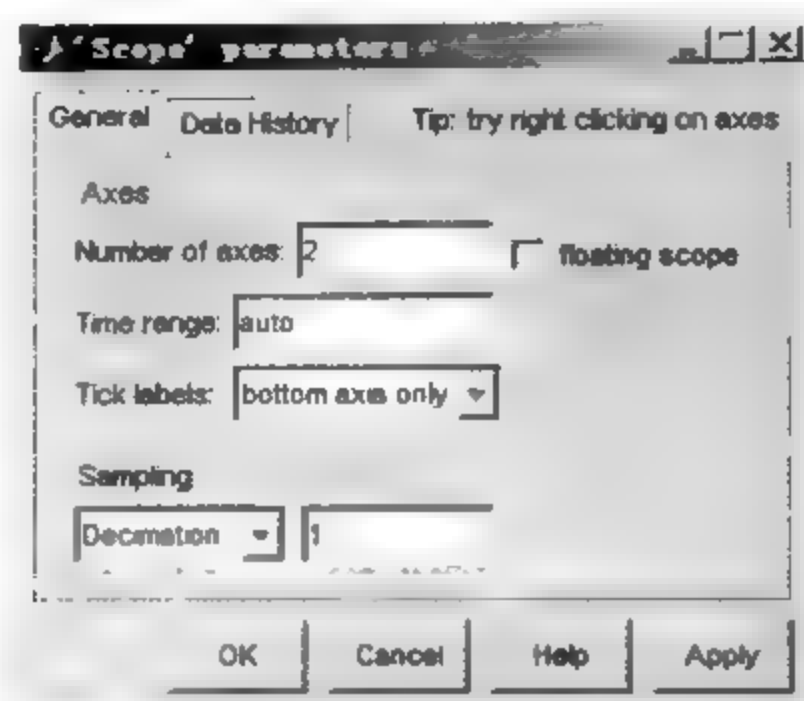 'Scope' parameters
General Data History Tip: try right clicking on axes
Axes
Number of axes: 2 floating scope
Time range: auto
Tick labels: bottom axis only
Sampling
Decimation 1
OK Cancel Help Apply